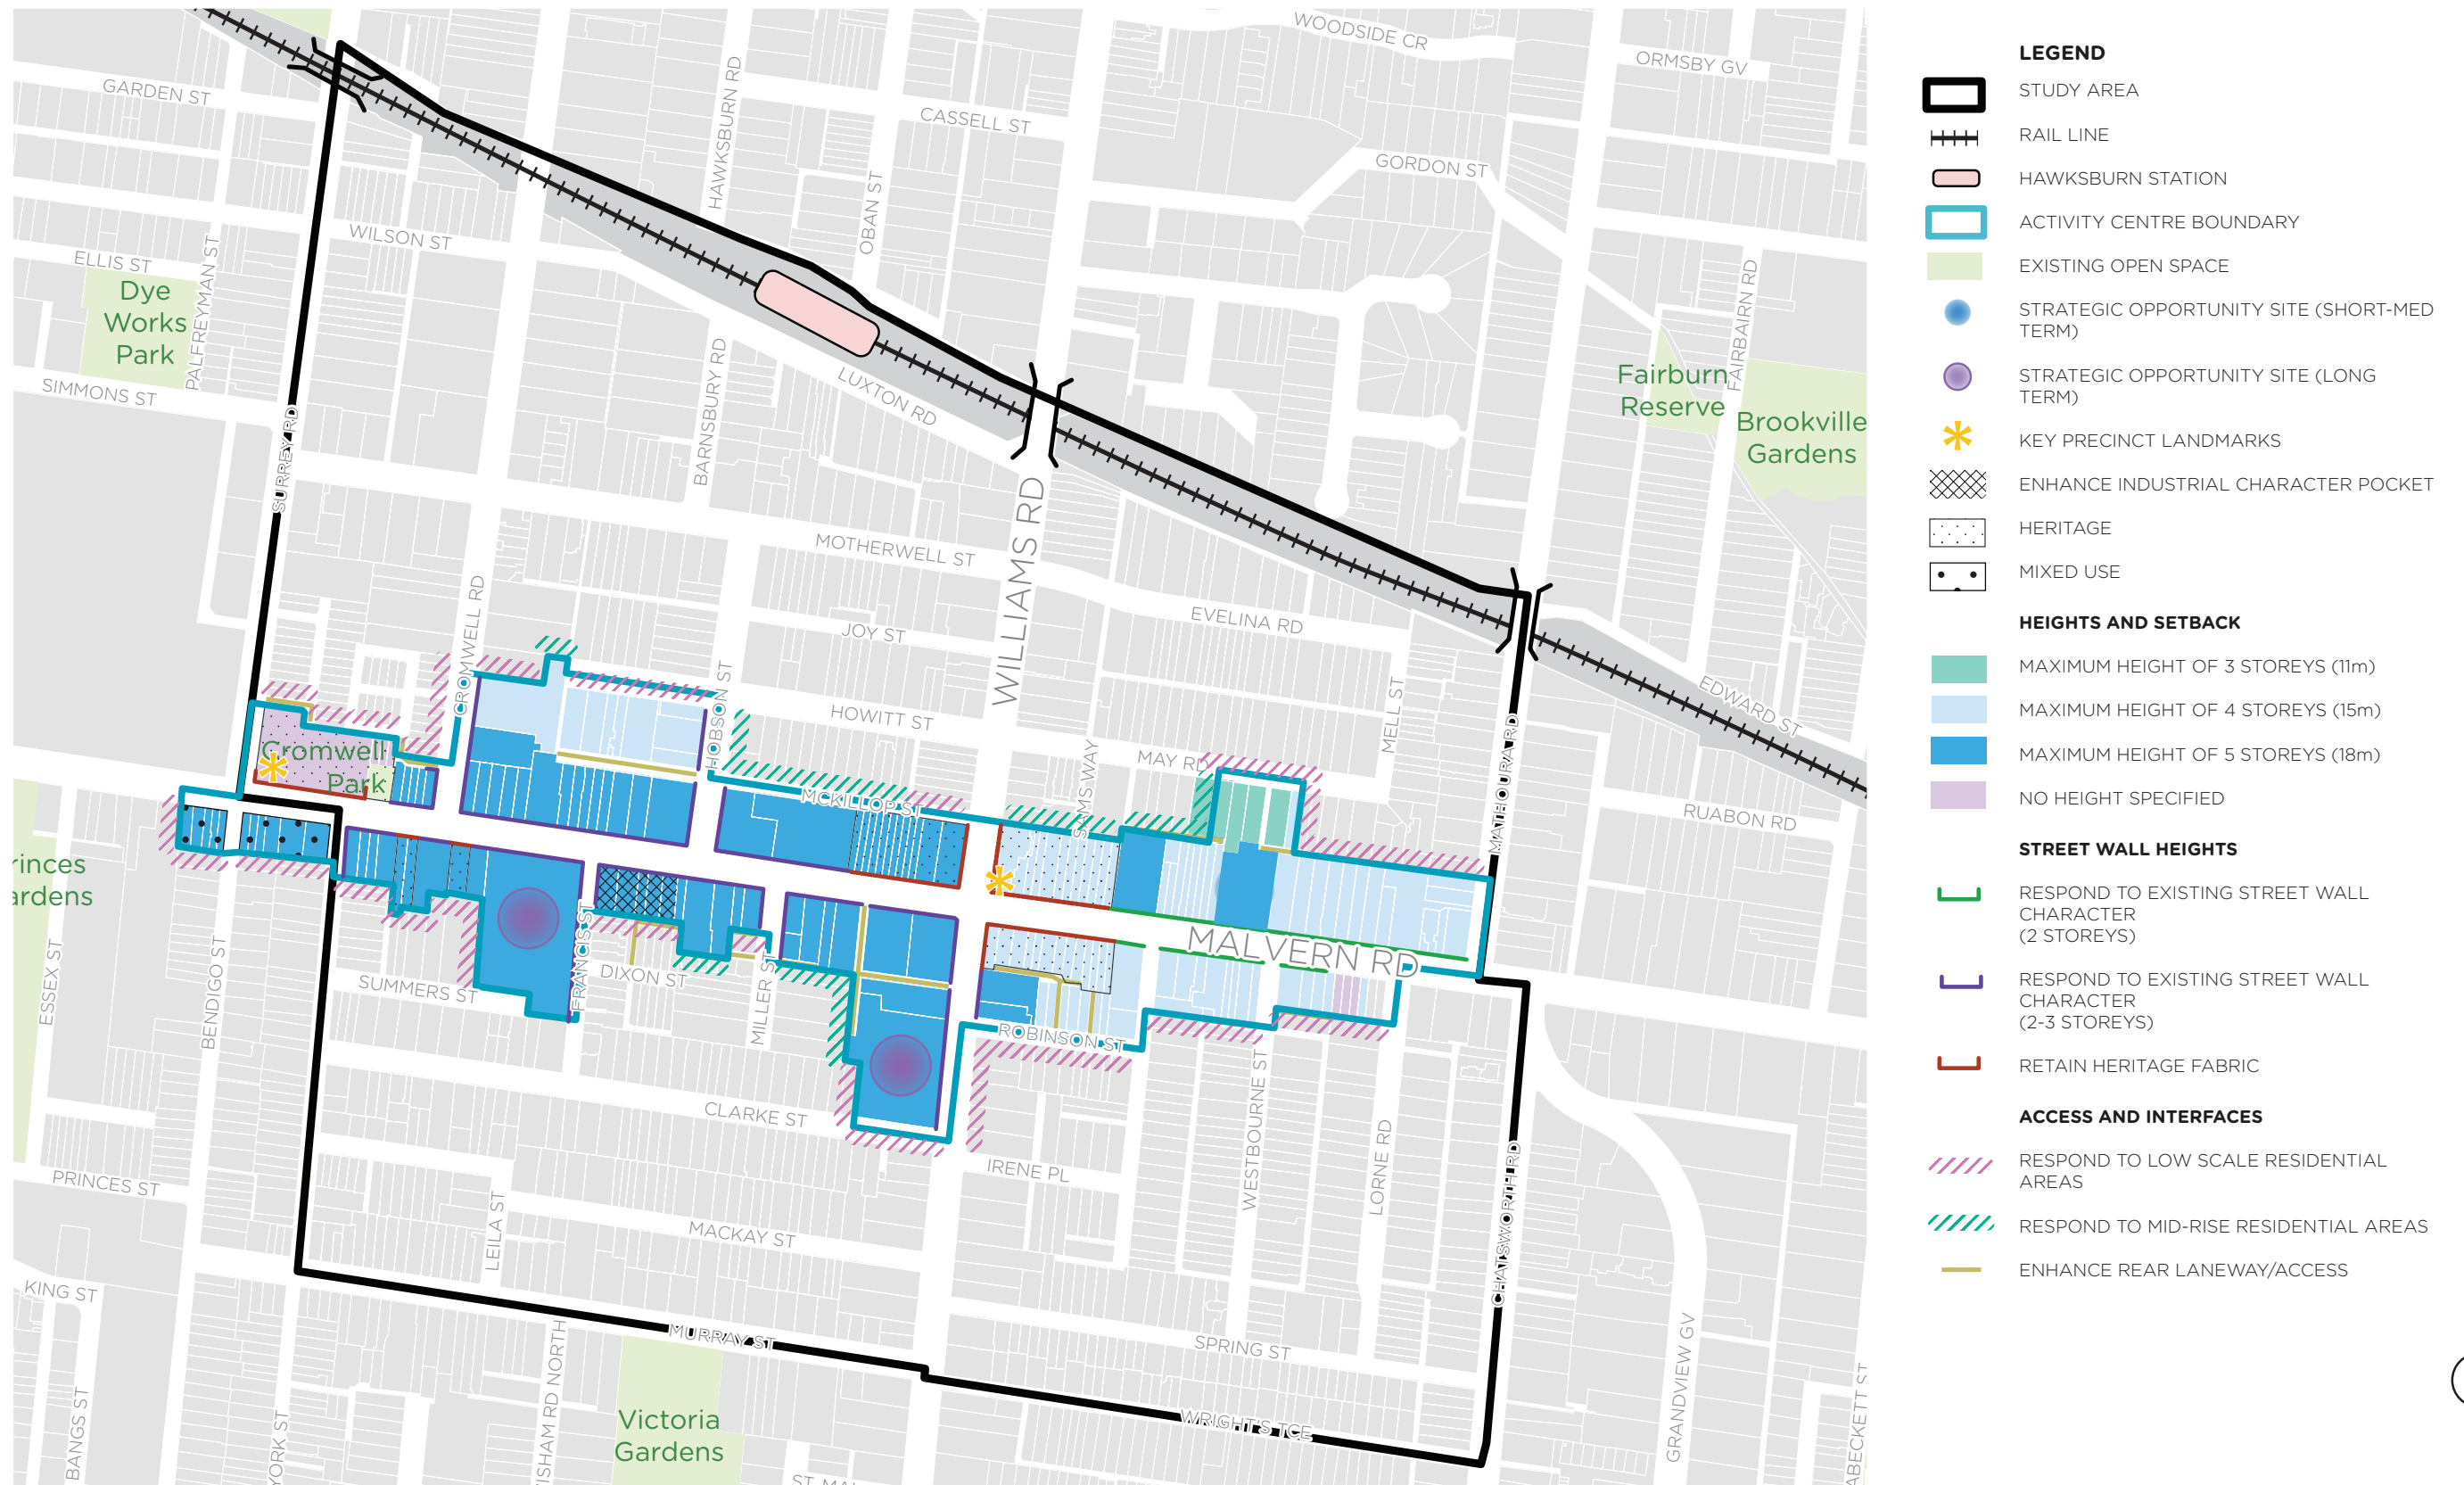 WOODSIDE CR
ORMSBY GV
GARDEN ST
HAWKSBURN RD
CASSELL ST
GORDON ST
OBAN ST
WILSON ST
ELLIS ST
PALFREYMAN ST
FAIRBAIRN RD
Dye
Works
Park
SIMMONS ST
BARNSBURY RD
LUXTON RD
Fairburn
Reserve
Brookville
Gardens
SURREY RD
WILLIAMS RD
MOTHERWELL ST
CROMWELL RD
JOY ST
EVELINA RD
HOBSON ST
HOWITT ST
MELL ST
EDWARD ST
MATHOURA RD
SAMS WAY
MAY RD
Cromwell
Park
MCKILLOP ST
RUABON RD
rinces
ardens
MALVERN RD
ESSEX ST
BENDIGO ST
SUMMERS ST
FRANCIS ST
DIXON ST
MILLER ST
ROBINSON ST
CLARKE ST
WESTBOURNE ST
LORNE RD
CHATSWORTH RD
IRENE PL
PRINCES ST
LEILA ST
MACKAY ST
KING ST
MURRAY ST
SPRING ST
GRANDVIEW GV
BANGS ST
YORK ST
ISHAM RD NORTH
Victoria
Gardens
WRIGHTS TCE
ABECKETT ST
LEGEND
STUDY AREA
RAIL LINE
HAWKSBURN STATION
ACTIVITY CENTRE BOUNDARY
EXISTING OPEN SPACE
STRATEGIC OPPORTUNITY SITE (SHORT-MED
TERM)
STRATEGIC OPPORTUNITY SITE (LONG
TERM)
KEY PRECINCT LANDMARKS
ENHANCE INDUSTRIAL CHARACTER POCKET
HERITAGE
MIXED USE
HEIGHTS AND SETBACK
MAXIMUM HEIGHT OF 3 STOREYS (11m)
MAXIMUM HEIGHT OF 4 STOREYS (15m)
MAXIMUM HEIGHT OF 5 STOREYS (18m)
NO HEIGHT SPECIFIED
STREET WALL HEIGHTS
RESPOND TO EXISTING STREET WALL
CHARACTER
(2 STOREYS)
RESPOND TO EXISTING STREET WALL
CHARACTER
(2-3 STOREYS)
RETAIN HERITAGE FABRIC
ACCESS AND INTERFACES
RESPOND TO LOW SCALE RESIDENTIAL
AREAS
RESPOND TO MID-RISE RESIDENTIAL AREAS
ENHANCE REAR LANEWAY/ACCESS